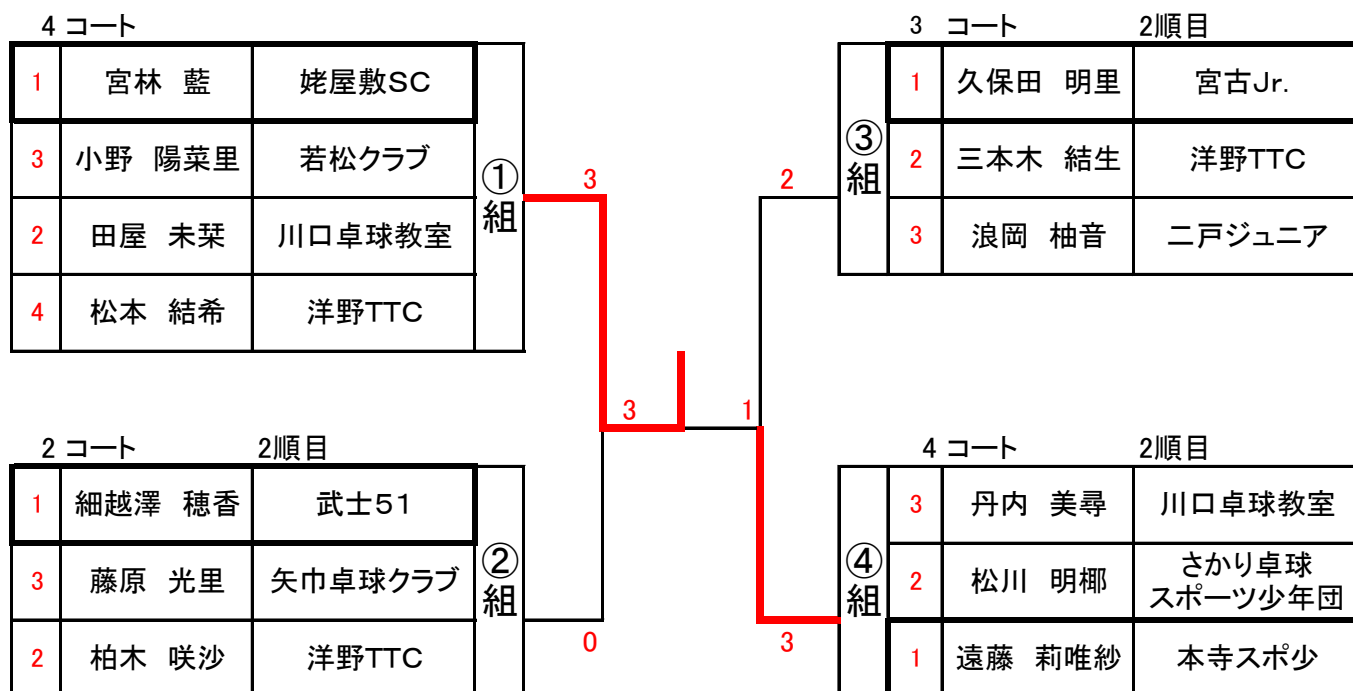 4 コート
1 宮林 藍 姥屋敷SC
3 小野 陽菜里 若松クラブ
2 田屋 未栞 川口卓球教室
4 松本 結希 洋野TTC
①
組
3
3 コート 2順目
1 久保田 明里 宮古Jr.
2 三本木 結生 洋野TTC
3 浪岡 柚音 二戸ジュニア
③
組
2
3
1
2 コート 2順目
1 細越澤 穂香 武士51
3 藤原 光里 矢巾卓球クラブ
2 柏木 咲沙 洋野TTC
②
組
0
4 コート 2順目
3 丹内 美尋 川口卓球教室
2 松川 明梛 さかり卓球
スポーツ少年団
1 遠藤 莉唯紗 本寺スポ少
④
組
3